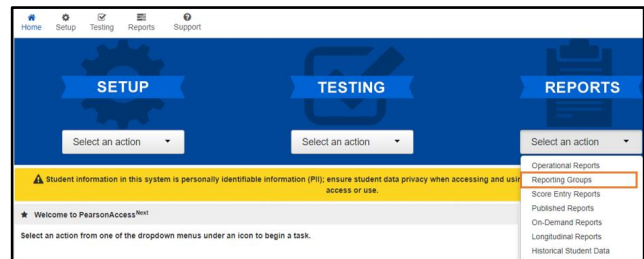 Home Setup Testing Reports Support
SETUP TESTING REPORTS
Select an action Select an action Select an action
Operational Reports
Reporting Groups
Score Entry Reports
Published Reports
On-Demand Reports
Longitudinal Reports
Historical Student Data
Student information in this system is personally identifiable information (PII); ensure student data privacy when accessing and usin
access or use.
Welcome to PearsonAccessNext
Select an action from one of the dropdown menus under an icon to begin a task.